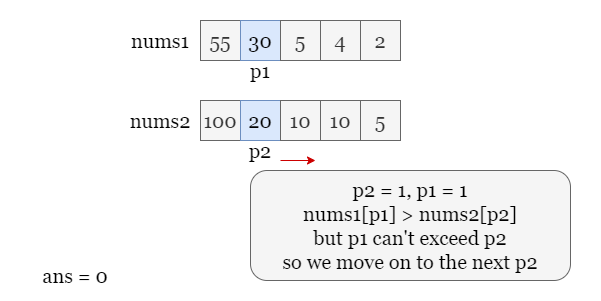 nums1 55 30 5 4 2
p1
nums2 100 20 10 10 5
p2
p2 = 1, p1 = 1
nums1[p1] > nums2[p2]
but p1 can't exceed p2
so we move on to the next p2
ans = 0